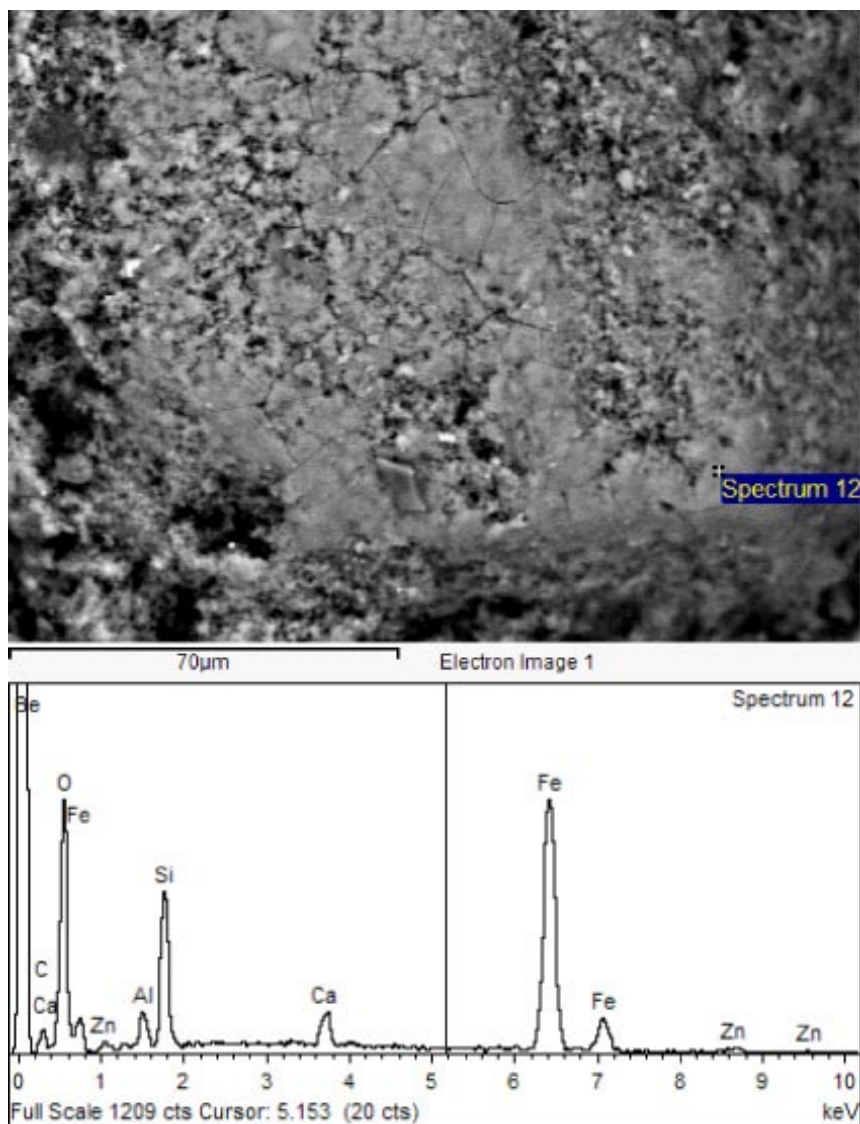 Spectrum 12
70µm Electron Image 1
Be
Spectrum 12
O
Fe
Fe
Si
C
Ca
Zn
Al
Ca
Fe
Zn
Zn
0 1 2 3 4 5 6 7 8 9 10
Full Scale 1209 cts Cursor: 5.153 (20 cts) keV